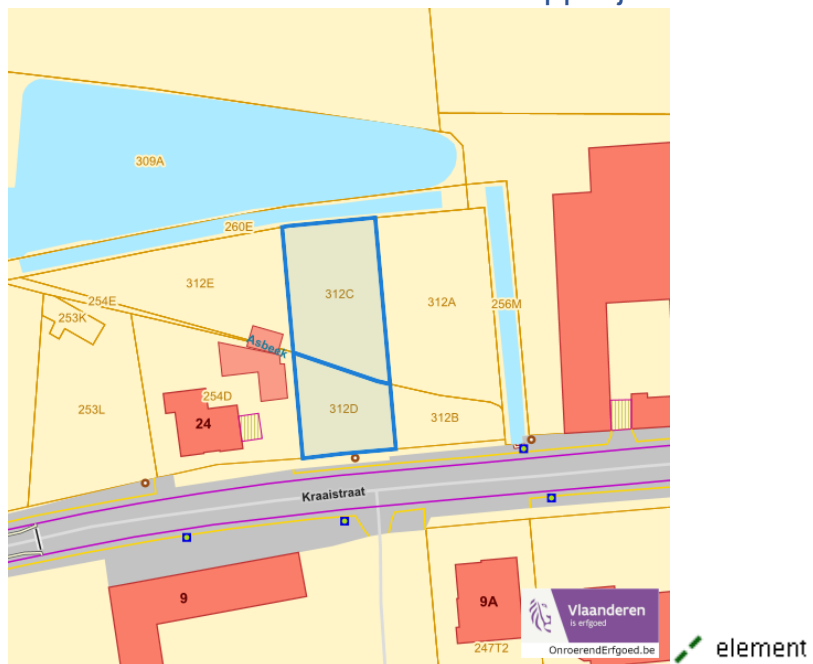 309A
260E
312E
312C
312A
256M
254E
253K
Asbeek
254D
253L
24
312D
312B
Kraaistraat
9
9A
247T2
Vlaanderen
is erfgoed
OnroerendErfgoed.be
element